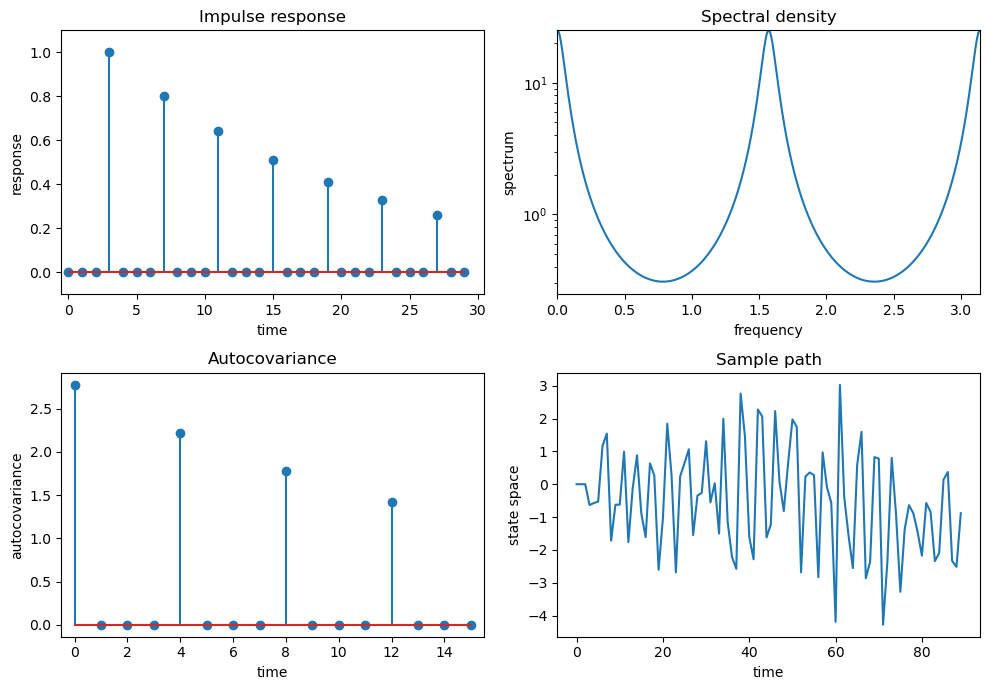 Impulse response
response
1.0
0.8
0.6
0.4
0.2
0.0
0 5 10 15 20 25 30
time
Spectral density
spectrum
10¹
10⁰
0.0 0.5 1.0 1.5 2.0 2.5 3.0
frequency
Autocovariance
autocovariance
2.5
2.0
1.5
1.0
0.5
0.0
0 2 4 6 8 10 12 14
time
Sample path
state space
3
2
1
0
−1
−2
−3
−4
0 20 40 60 80
time